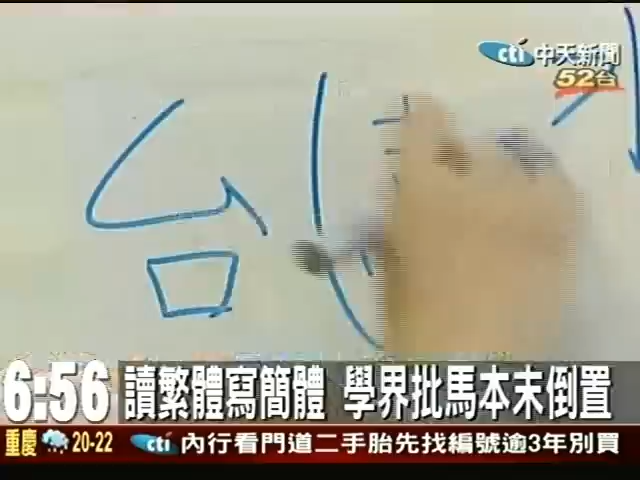 cti 中天新聞
52台
台(
6:56 讀繁體寫簡體 學界批馬本末倒置
重慶 20-22 cti 內行看門道二手胎先找編號逾3年別買